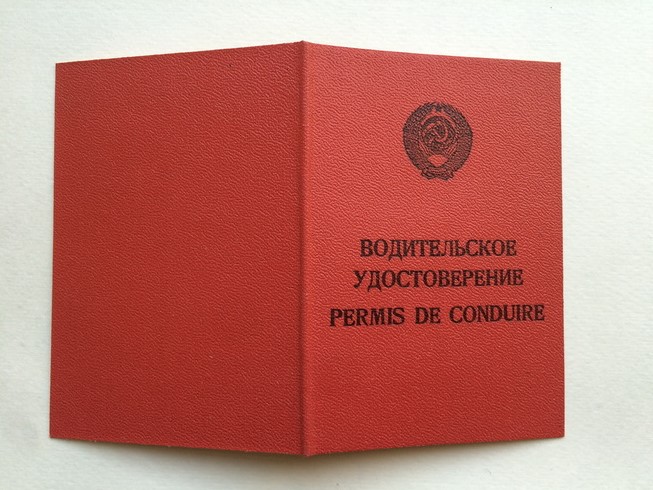 ВОДИТЕЛЬСКОЕ
УДОСТОВЕРЕНИЕ
PERMIS DE CONDUIRE